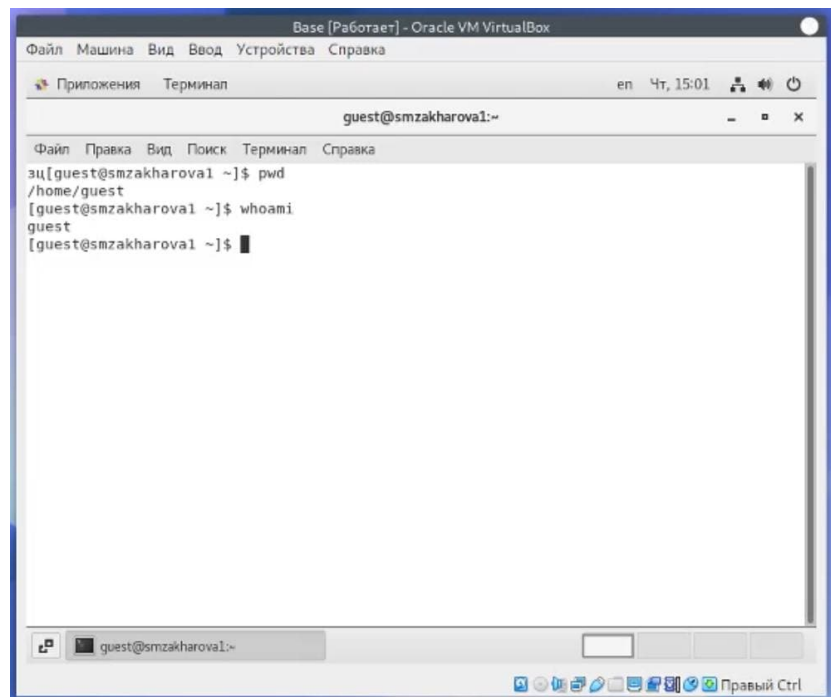 Base [Работает] - Oracle VM VirtualBox
Файл Машина Вид Ввод Устройства Справка
Приложения Терминал en Чт, 15:01
guest@smzakharova1:~
Файл Правка Вид Поиск Терминал Справка
зц[guest@smzakharova1 ~]$ pwd
/home/guest
[guest@smzakharova1 ~]$ whoami
guest
[guest@smzakharova1 ~]$
guest@smzakharova1:~
Правый Ctrl